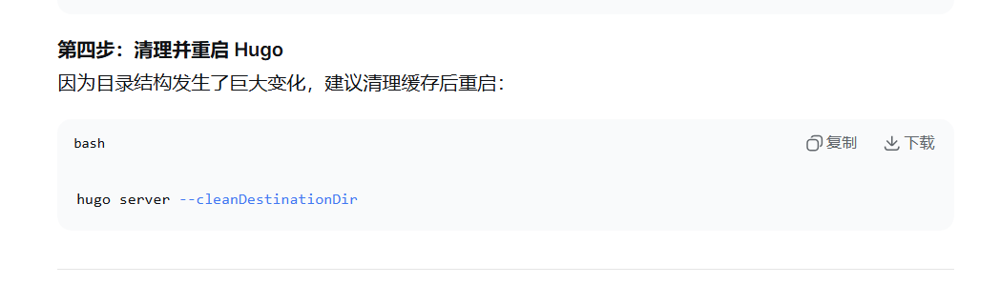 第四步：清理并重启 Hugo
因为目录结构发生了巨大变化，建议清理缓存后重启：
bash 复制 下载
hugo server --cleanDestinationDir